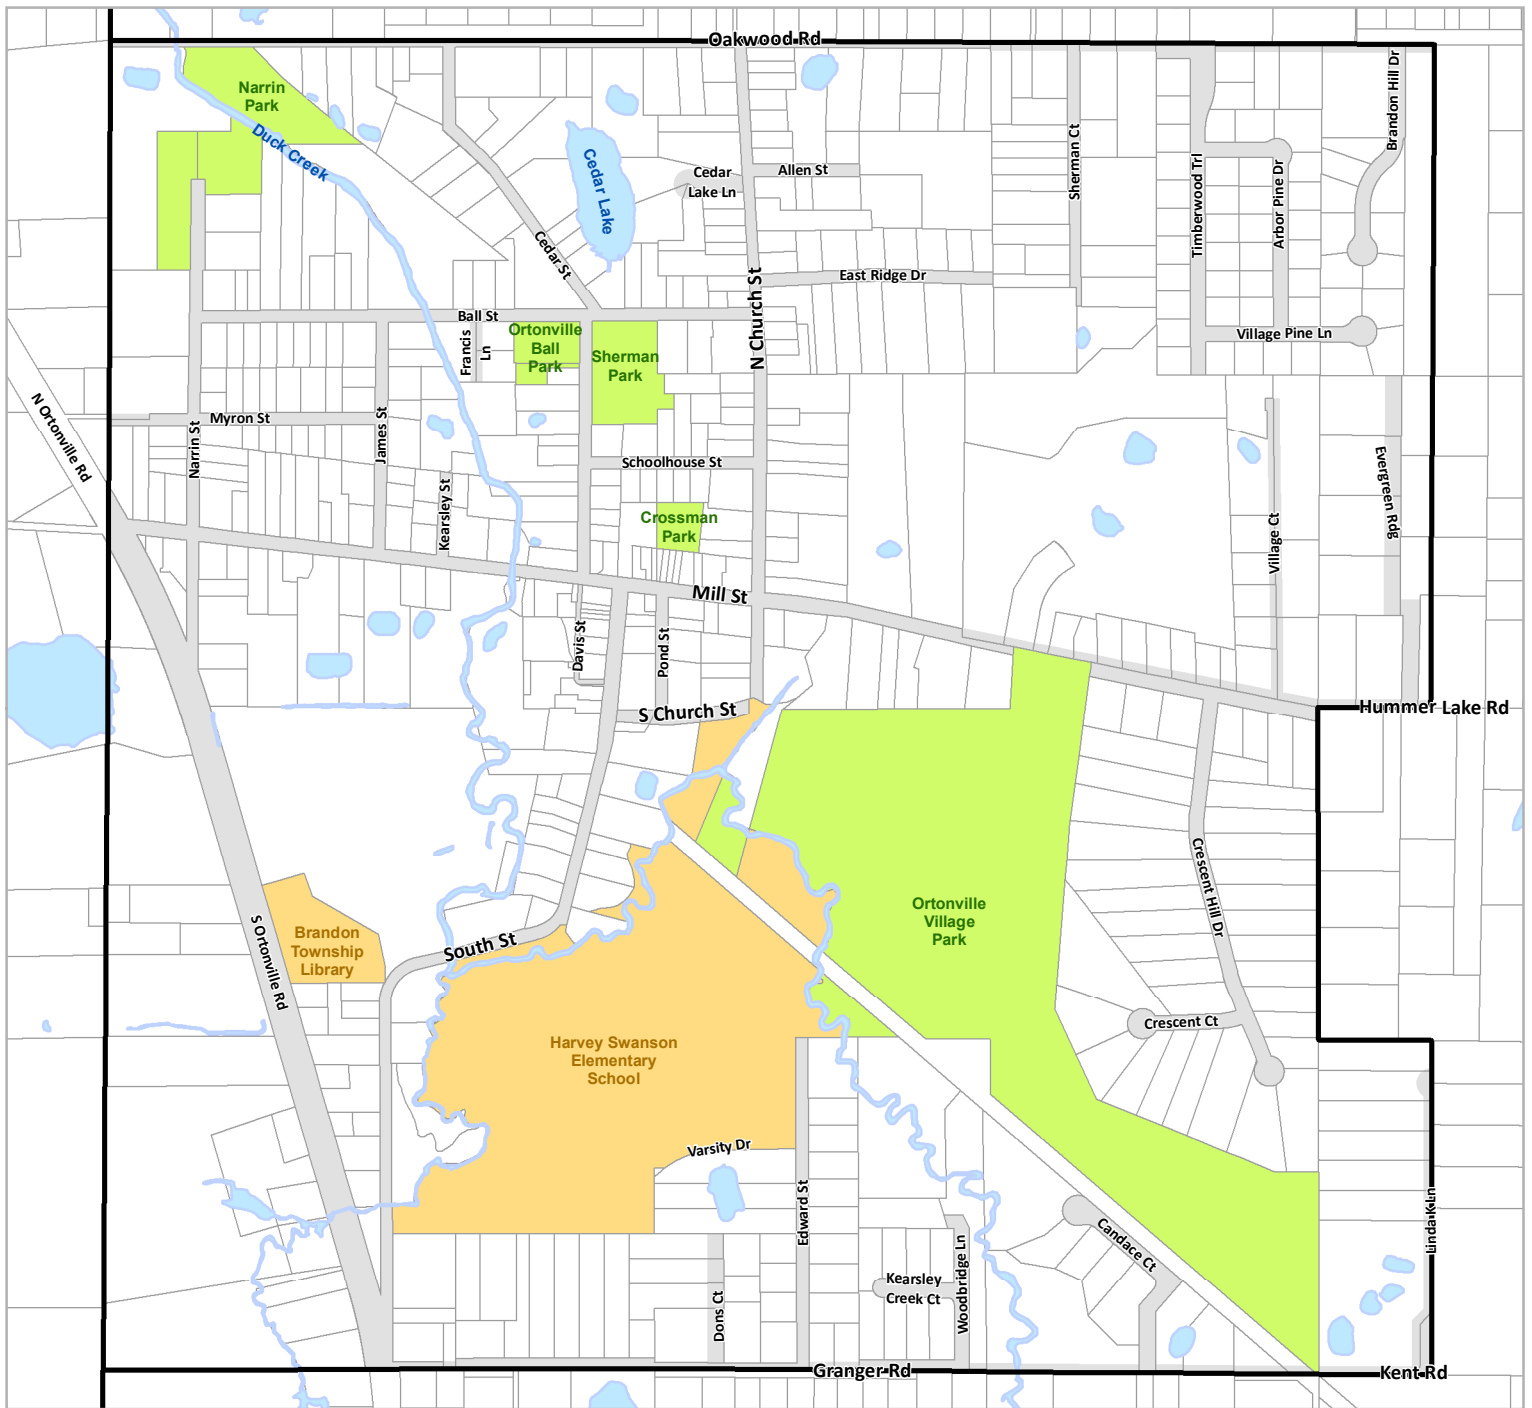 Oakwood Rd
Narrin
Park
Duck Creek
Brandon Hill Dr
Sherman Ct
Cedar Lake
Cedar
Lake Ln
Allen St
Timberwood Trl
Arbor Pine Dr
Cedar St
East Ridge Dr
N Church St
Ball St
Francis
Ln
Ortonville
Ball
Park
Sherman
Park
Village Pine Ln
N Ortonville Rd
Myron St
Narrin St
James St
Kearsley St
Schoolhouse St
Crossman
Park
Evergreen Rdg
Village Ct
Mill St
Davis St
Pond St
S Church St
Hummer Lake Rd
Crescent Hill Dr
Ortonville
Village
Park
S Ortonville Rd
Brandon
Township
Library
South St
Crescent Ct
Harvey Swanson
Elementary
School
Varsity Dr
Edward St
Linda K Ln
Candace Ct
Woodbridge Ln
Kearsley
Creek Ct
Dons Ct
Granger Rd
Kent Rd